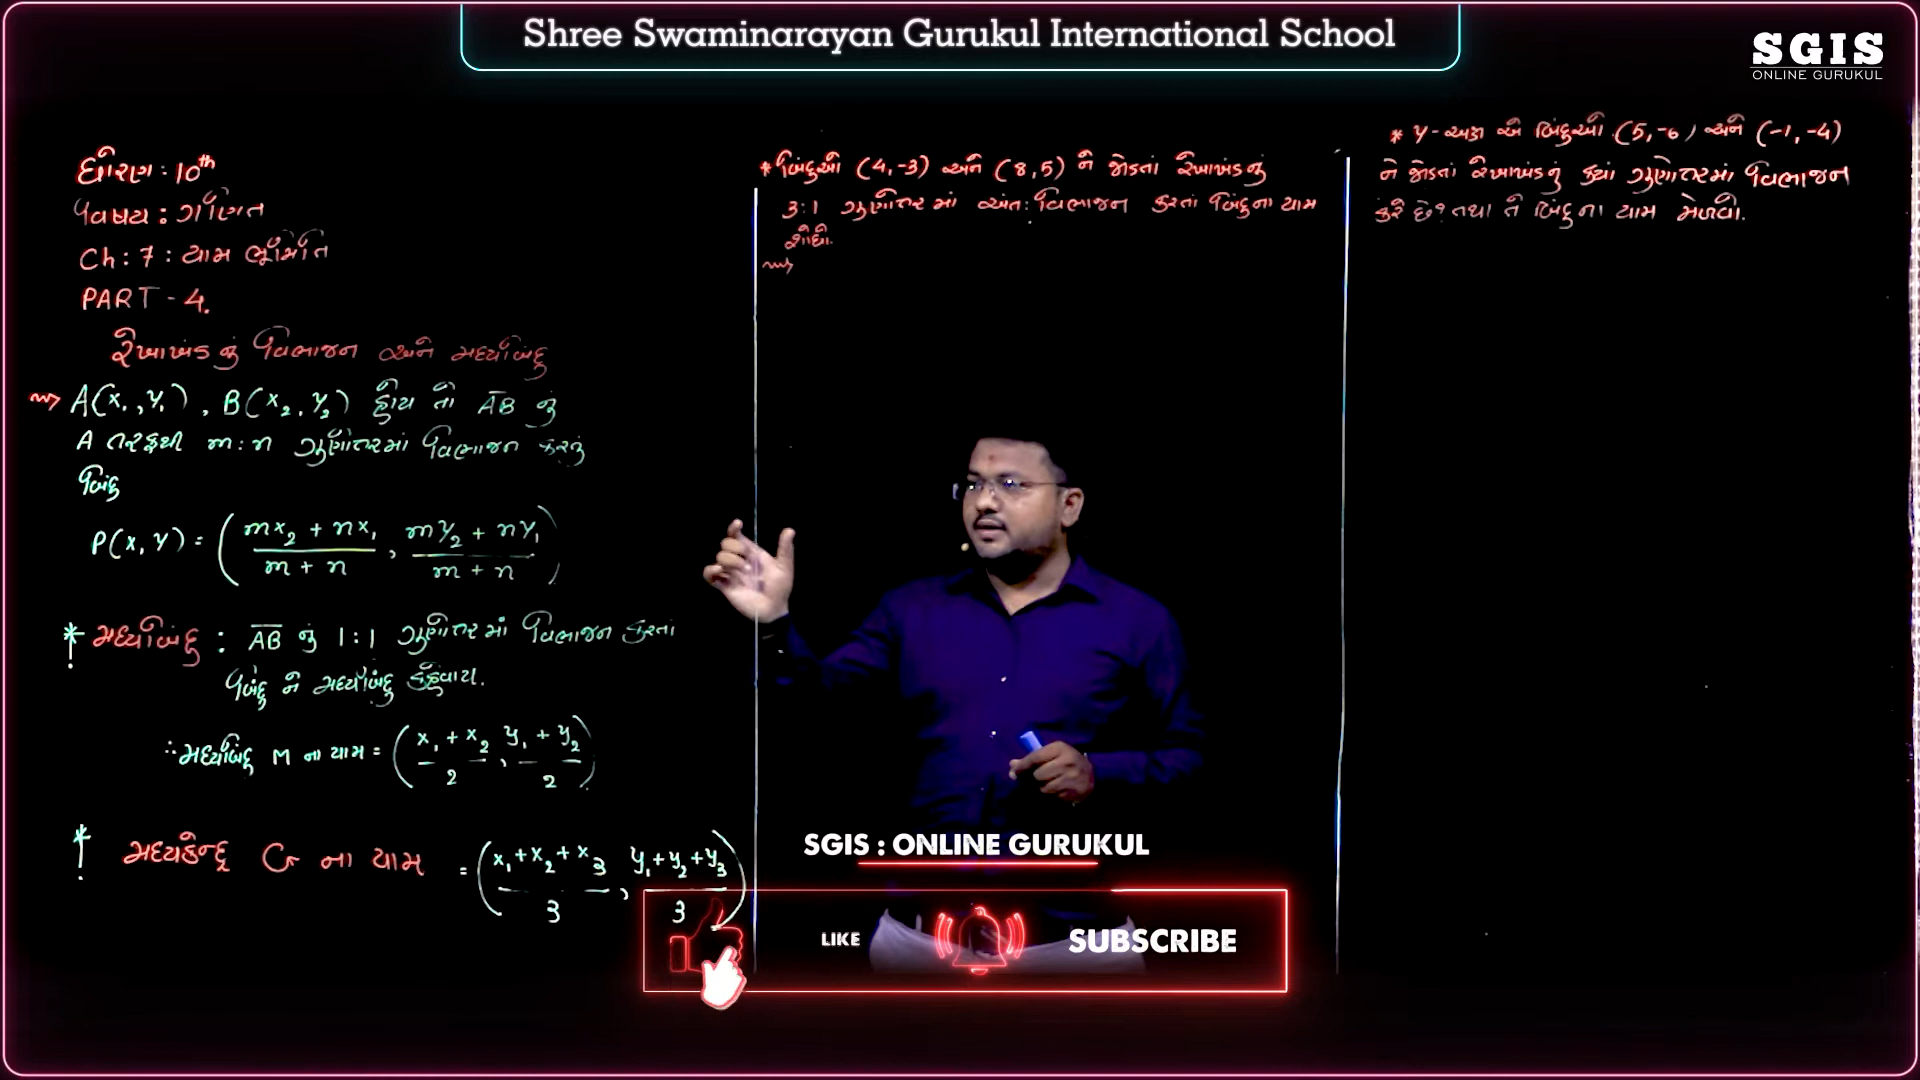 Shree Swaminarayan Gurukul International School
SGIS
ONLINE GURUKUL
ધોરણ : 10th
વિષય : ગણિત
Ch : 7 : યામ ભૂમિતિ
PART - 4.
રેખાખંડનું વિભાજન અને મધ્યબિંદુ
A(x₁, y₁), B(x₂, y₂) હોય તો AB નું
A તરફથી m : n ગુણોત્તરમાં વિભાજન કરતું
બિંદુ
P(x, y) = ( (mx₂ + nx₁)/(m + n) , (my₂ + ny₁)/(m + n) )
* મધ્યબિંદુ : AB નું 1 : 1 ગુણોત્તરમાં વિભાજન કરતાં
બિંદુ ને મધ્યબિંદુ કહેવાય.
∴ મધ્યબિંદુ M ના યામ = ( (x₁ + x₂)/2 , (y₁ + y₂)/2 )
* મધ્યકેન્દ્ર G ના યામ = ( (x₁ + x₂ + x₃)/3 , (y₁ + y₂ + y₃)/3 )
* બિંદુઓ (4, -3) અને (8, 5) ને જોડતા રેખાખંડનું
3 : 1 ગુણોત્તરમાં અંતઃવિભાજન કરતાં બિંદુના યામ
શોધો.
* y - અક્ષ એ બિંદુઓ (5, -6) અને (-1, -4)
ને જોડતાં રેખાખંડનું ક્યાં ગુણોત્તરમાં વિભાજન
કરે છે? તથા તે બિંદુના યામ મેળવો.
SGIS : ONLINE GURUKUL
LIKE
SUBSCRIBE